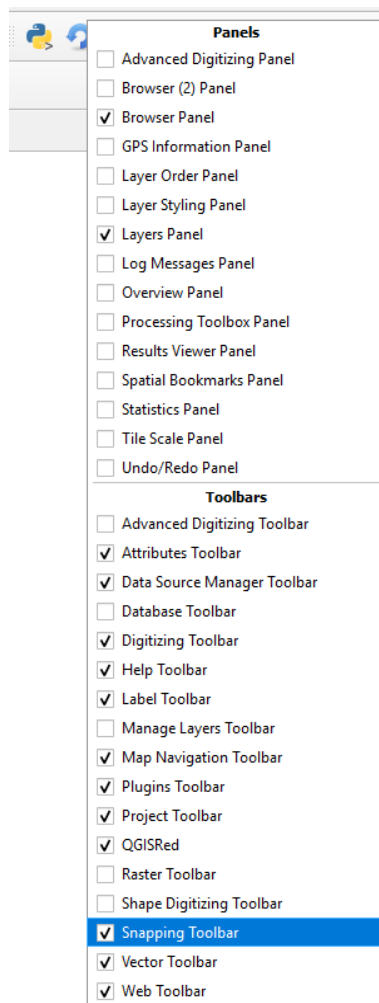 Panels
Advanced Digitizing Panel
Browser (2) Panel
Browser Panel
GPS Information Panel
Layer Order Panel
Layer Styling Panel
Layers Panel
Log Messages Panel
Overview Panel
Processing Toolbox Panel
Results Viewer Panel
Spatial Bookmarks Panel
Statistics Panel
Tile Scale Panel
Undo/Redo Panel
Toolbars
Advanced Digitizing Toolbar
Attributes Toolbar
Data Source Manager Toolbar
Database Toolbar
Digitizing Toolbar
Help Toolbar
Label Toolbar
Manage Layers Toolbar
Map Navigation Toolbar
Plugins Toolbar
Project Toolbar
QGISRed
Raster Toolbar
Shape Digitizing Toolbar
Snapping Toolbar
Vector Toolbar
Web Toolbar